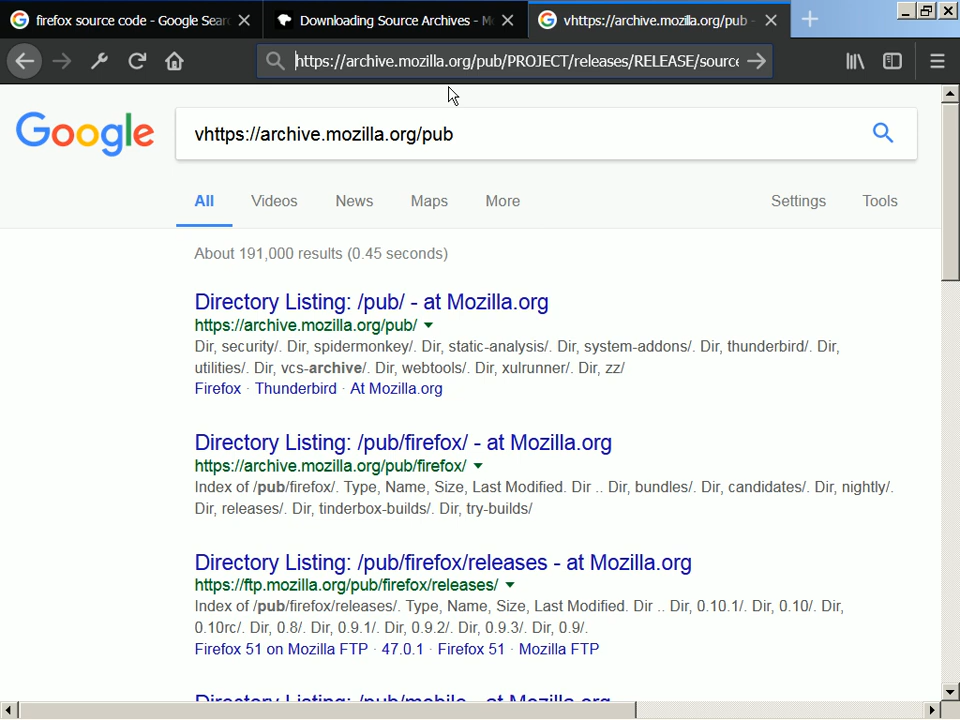 firefox source code - Google Sear
Downloading Source Archives - M
vhttps://archive.mozilla.org/pub -
https://archive.mozilla.org/pub/PROJECT/releases/RELEASE/source
Google
vhttps://archive.mozilla.org/pub
All Videos News Maps More Settings Tools
About 191,000 results (0.45 seconds)
Directory Listing: /pub/ - at Mozilla.org
https://archive.mozilla.org/pub/
Dir, security/. Dir, spidermonkey/. Dir, static-analysis/. Dir, system-addons/. Dir, thunderbird/. Dir,
utilities/. Dir, vcs-archive/. Dir, webtools/. Dir, xulrunner/. Dir, zz/
Firefox · Thunderbird · At Mozilla.org
Directory Listing: /pub/firefox/ - at Mozilla.org
https://archive.mozilla.org/pub/firefox/
Index of /pub/firefox/. Type, Name, Size, Last Modified. Dir .. Dir, bundles/. Dir, candidates/. Dir, nightly/.
Dir, releases/. Dir, tinderbox-builds/. Dir, try-builds/
Directory Listing: /pub/firefox/releases - at Mozilla.org
https://ftp.mozilla.org/pub/firefox/releases/
Index of /pub/firefox/releases/. Type, Name, Size, Last Modified. Dir .. Dir, 0.10.1/. Dir, 0.10/. Dir,
0.10rc/. Dir, 0.8/. Dir, 0.9.1/. Dir, 0.9.2/. Dir, 0.9.3/. Dir, 0.9/.
Firefox 51 on Mozilla FTP · 47.0.1 · Firefox 51 · Mozilla FTP
Directory Listing: /pub/mobile - at Mozilla.org